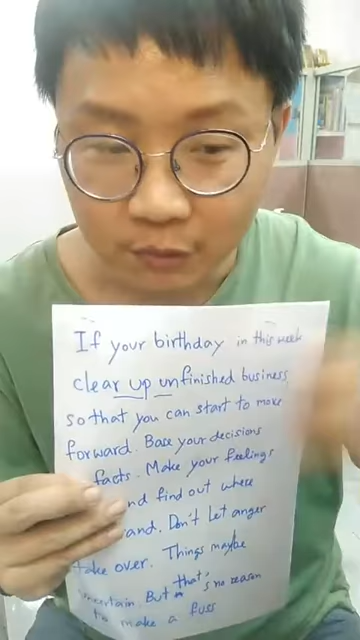 If your birthday in this week
clear up unfinished business
so that you can start to move
forward. Base your decisions
facts. Make your feelings
nd find out where
and. Don't let anger
take over. Things maybe
uncertain. But that's no reason
to make a fuss